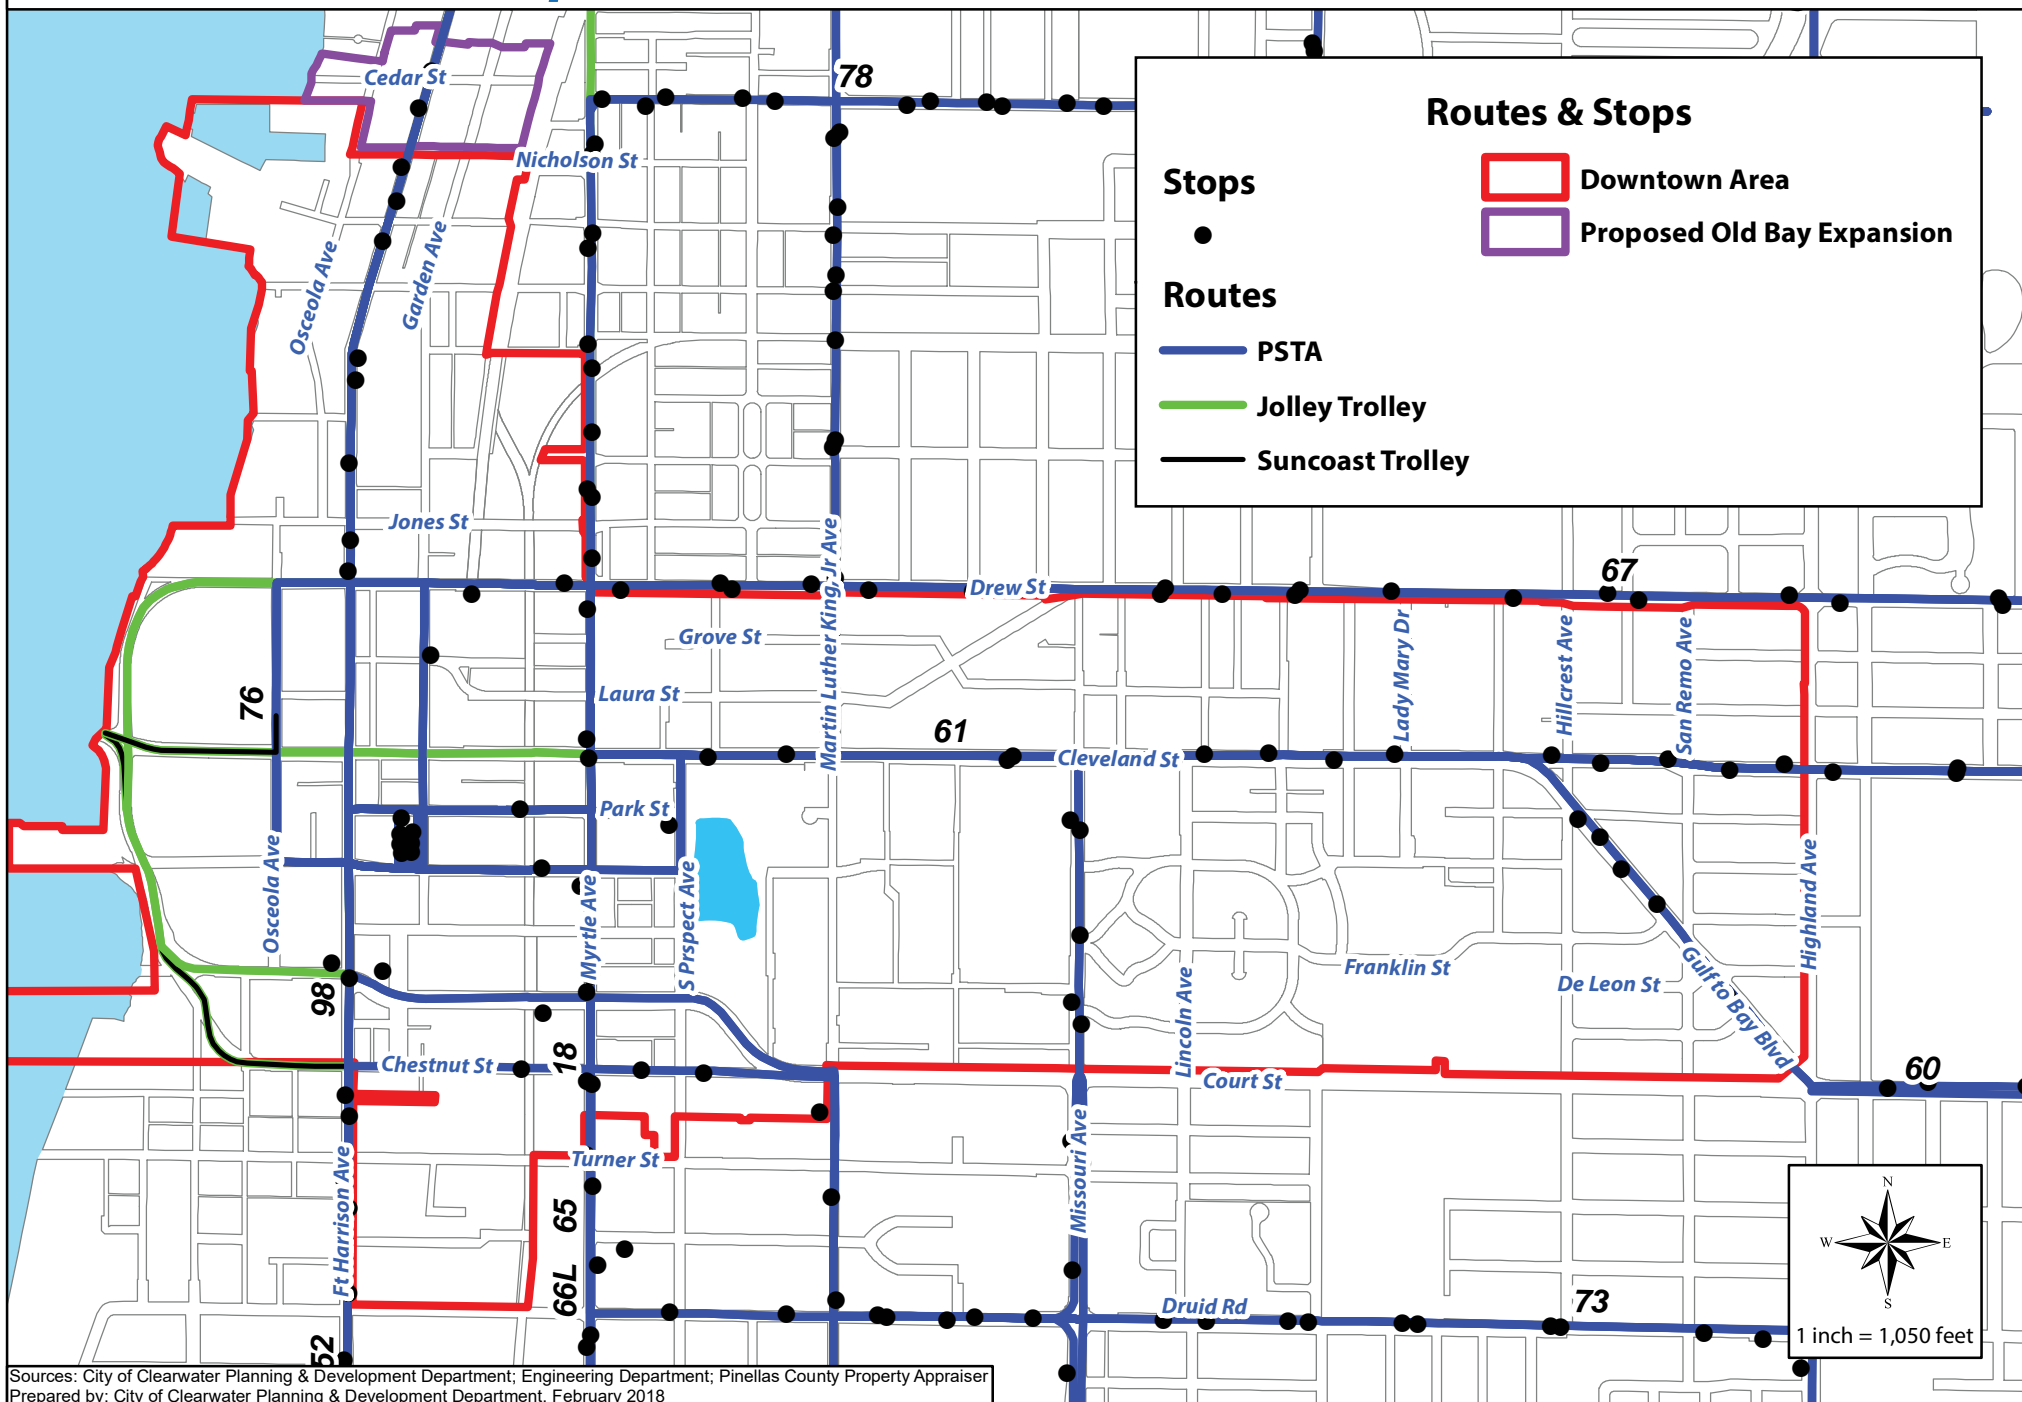 78
Cedar St
Routes & Stops
Nicholson St
Stops
Downtown Area
Proposed Old Bay Expansion
Osceola Ave
Garden Ave
Routes
PSTA
Jolley Trolley
Suncoast Trolley
Jones St
Martin Luther King, Jr Ave
Drew St
67
Grove St
Lady Mary Dr
Hillcrest Ave
San Remo Ave
Laura St
76
61
Cleveland St
Park St
Osceola Ave
Myrtle Ave
S Prspect Ave
Highland Ave
Franklin St
De Leon St
Gulf to Bay Blvd
98
Lincoln Ave
18
Chestnut St
Court St
60
Missouri Ave
Ft Harrison Ave
Turner St
65
N
W
E
S
66L
Druid Rd
73
1 inch = 1,050 feet
52
Sources: City of Clearwater Planning & Development Department; Engineering Department; Pinellas County Property Appraiser
Prepared by: City of Clearwater Planning & Development Department, February 2018